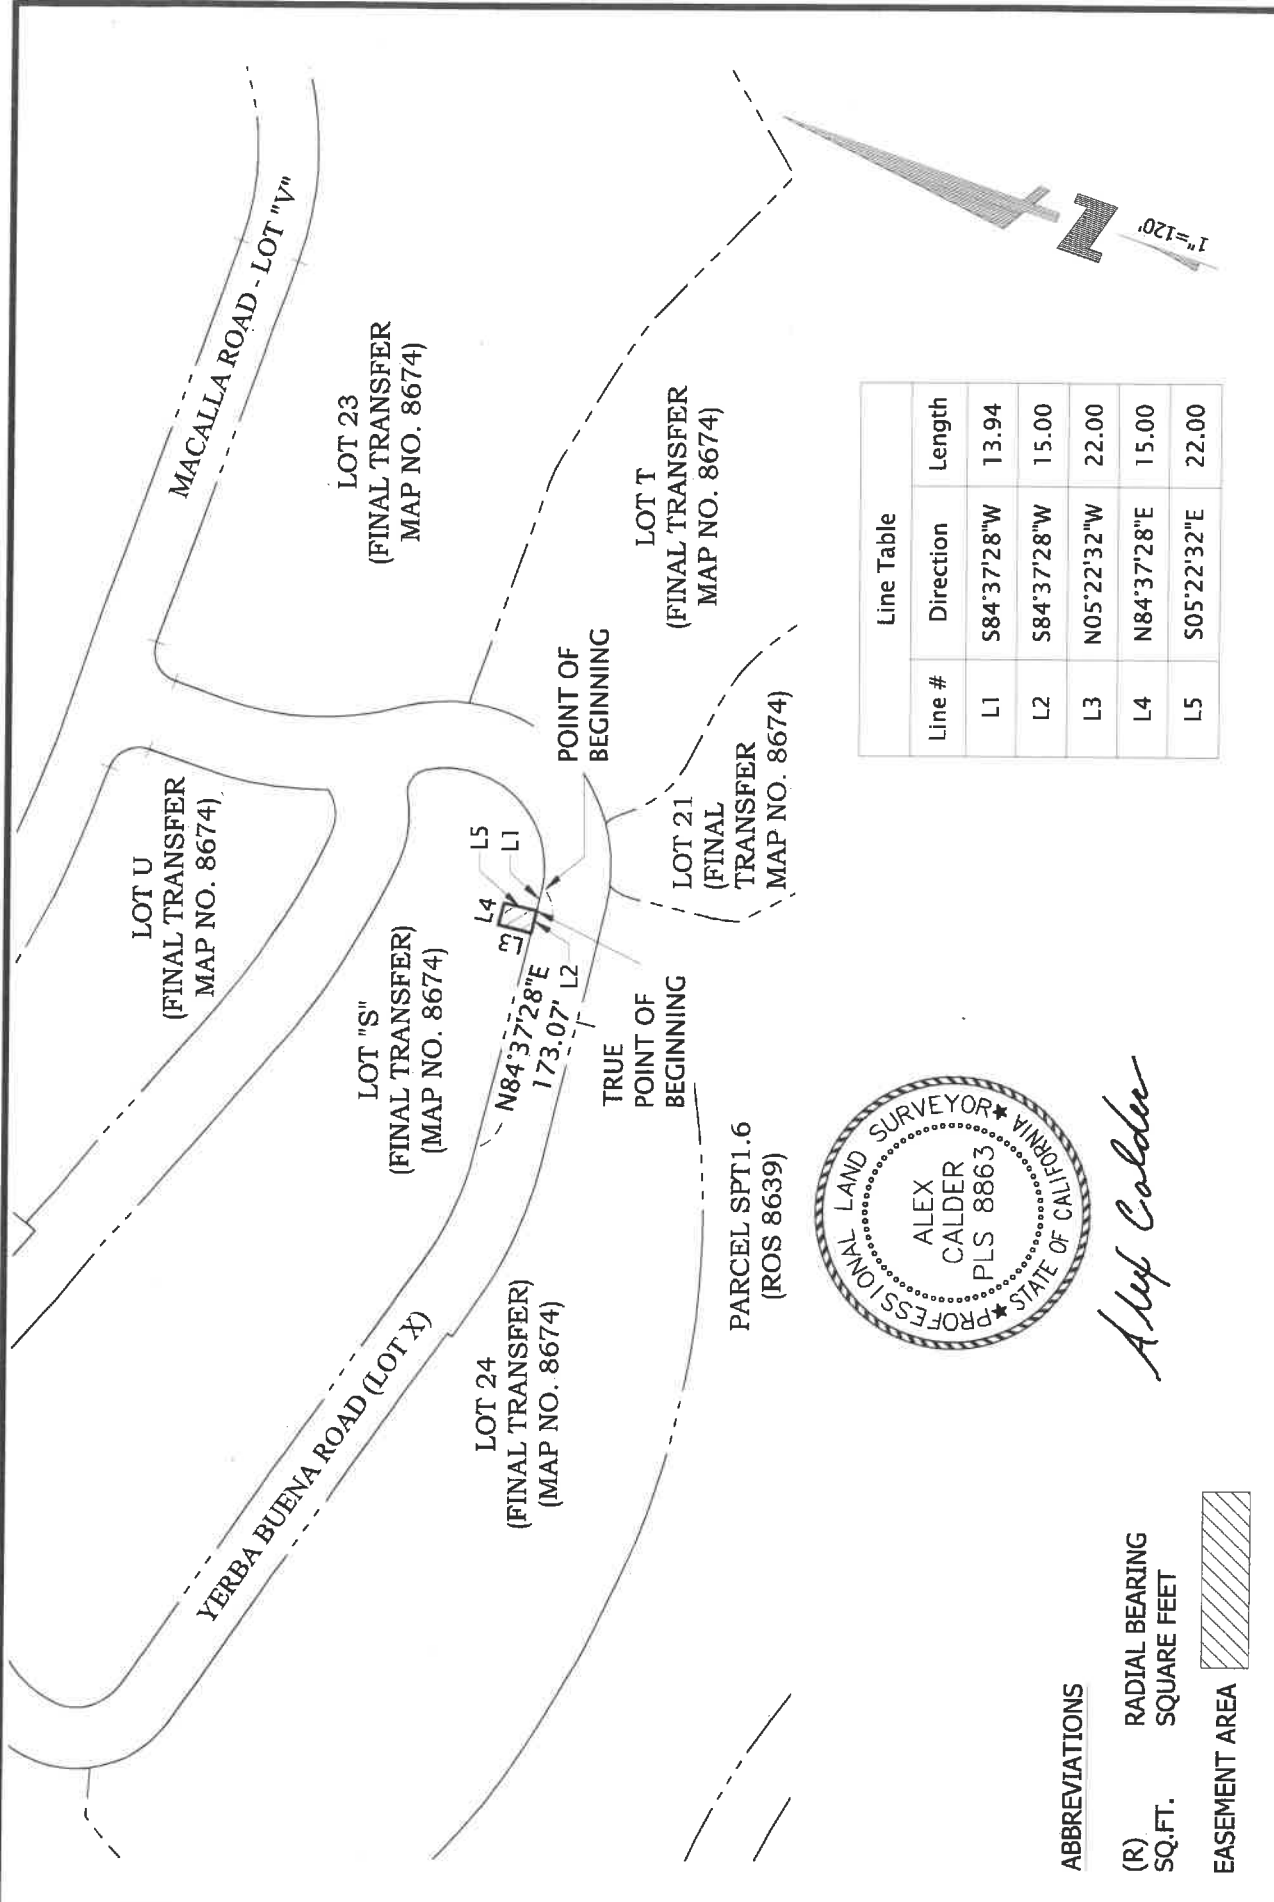 MACALLA ROAD - LOT "V"
LOT U
(FINAL TRANSFER
MAP NO. 8674)
LOT 23
(FINAL TRANSFER
MAP NO. 8674)
LOT "S"
(FINAL TRANSFER)
(MAP NO. 8674)
YERBA BUENA ROAD (LOT X)
L3
L4
L5
L1
L2
N84°37'28"E
173.07'
POINT OF
BEGINNING
TRUE
POINT OF
BEGINNING
LOT 24
(FINAL TRANSFER)
(MAP NO. 8674)
LOT 21
(FINAL
TRANSFER
MAP NO. 8674)
LOT T
(FINAL TRANSFER
MAP NO. 8674)
PARCEL SPT1.6
(ROS 8639)
ABBREVIATIONS
(R) RADIAL BEARING
SQ.FT. SQUARE FEET
EASEMENT AREA
PROFESSIONAL LAND SURVEYOR
ALEX
CALDER
PLS 8863
STATE OF CALIFORNIA
Alex Calder
Line Table
Line # Direction Length
L1 S84°37'28"W 13.94
L2 S84°37'28"W 15.00
L3 N05°22'32"W 22.00
L4 N84°37'28"E 15.00
L5 S05°22'32"E 22.00
N
1"=120'